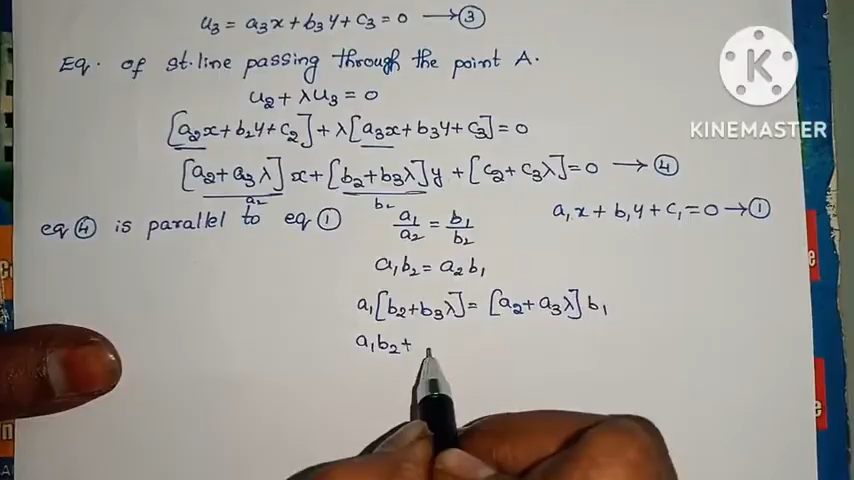 u₃ = a₃x + b₃y + c₃ = 0 → ③
Eq. of st.line passing through the point A.
u₂ + λu₃ = 0
[a₂x + b₂y + c₂] + λ[a₃x + b₃y + c₃] = 0
[a₂ + a₃λ]x + [b₂ + b₃λ]y + [c₂ + c₃λ] = 0 → ④
a₂ b₂
eq ④ is parallel to eq ① a₁/a₂ = b₁/b₂ a₁x + b₁y + c₁ = 0 → ①
a₁b₂ = a₂b₁
a₁[b₂ + b₃λ] = [a₂ + a₃λ]b₁
a₁b₂ +
K
KINEMASTER